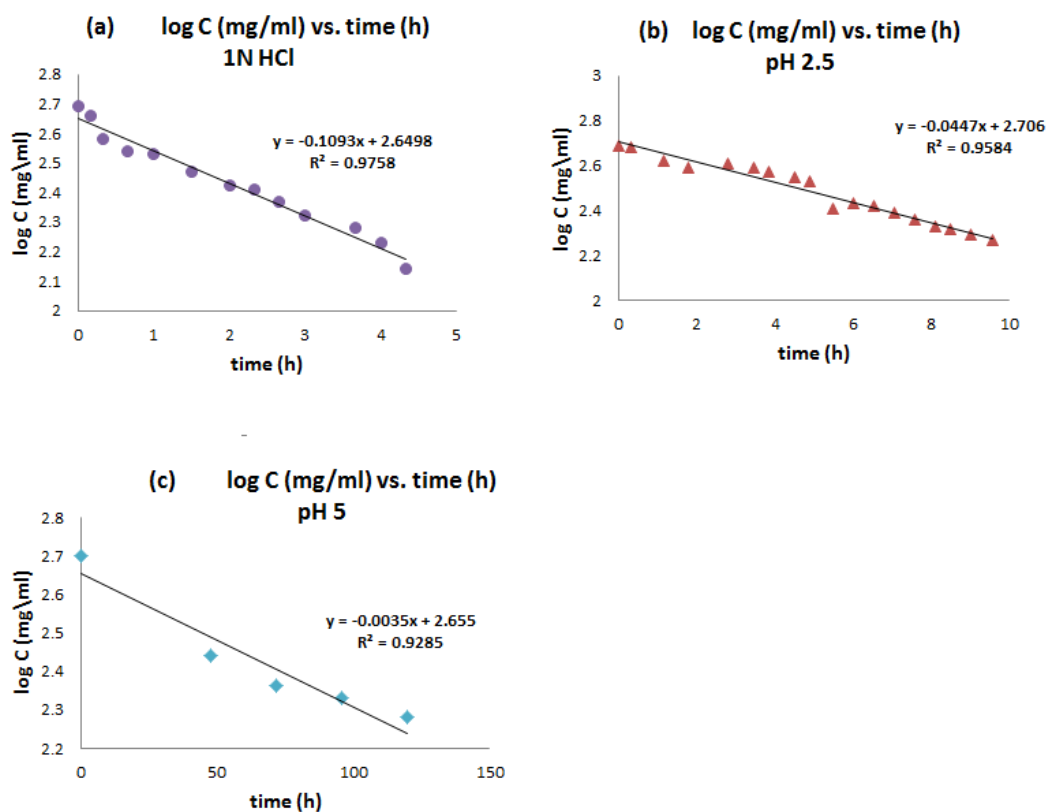 (a) log C (mg/ml) vs. time (h)
1N HCl
2.8
2.7
2.6
2.5
2.4
2.3
2.2
2.1
2
log C (mg\ml)
y = -0.1093x + 2.6498
R² = 0.9758
0 1 2 3 4 5
time (h)
(b) log C (mg/ml) vs. time (h)
pH 2.5
3
2.8
2.6
2.4
2.2
2
log C (mg\ml)
y = -0.0447x + 2.706
R² = 0.9584
0 2 4 6 8 10
time (h)
(c) log C (mg/ml) vs. time (h)
pH 5
2.8
2.7
2.6
2.5
2.4
2.3
2.2
log C (mg\ml)
y = -0.0035x + 2.655
R² = 0.9285
0 50 100 150
time (h)